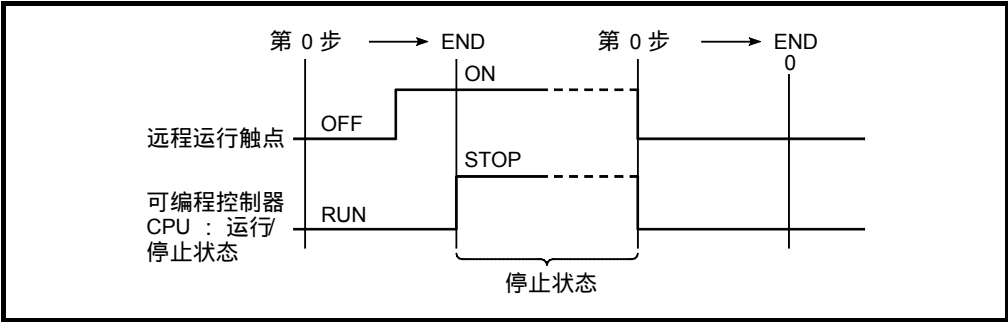 第 0 步 → END 第 0 步 → END
0
ON
OFF
远程运行触点
STOP
可编程控制器
CPU : 运行/
停止状态
RUN
停止状态